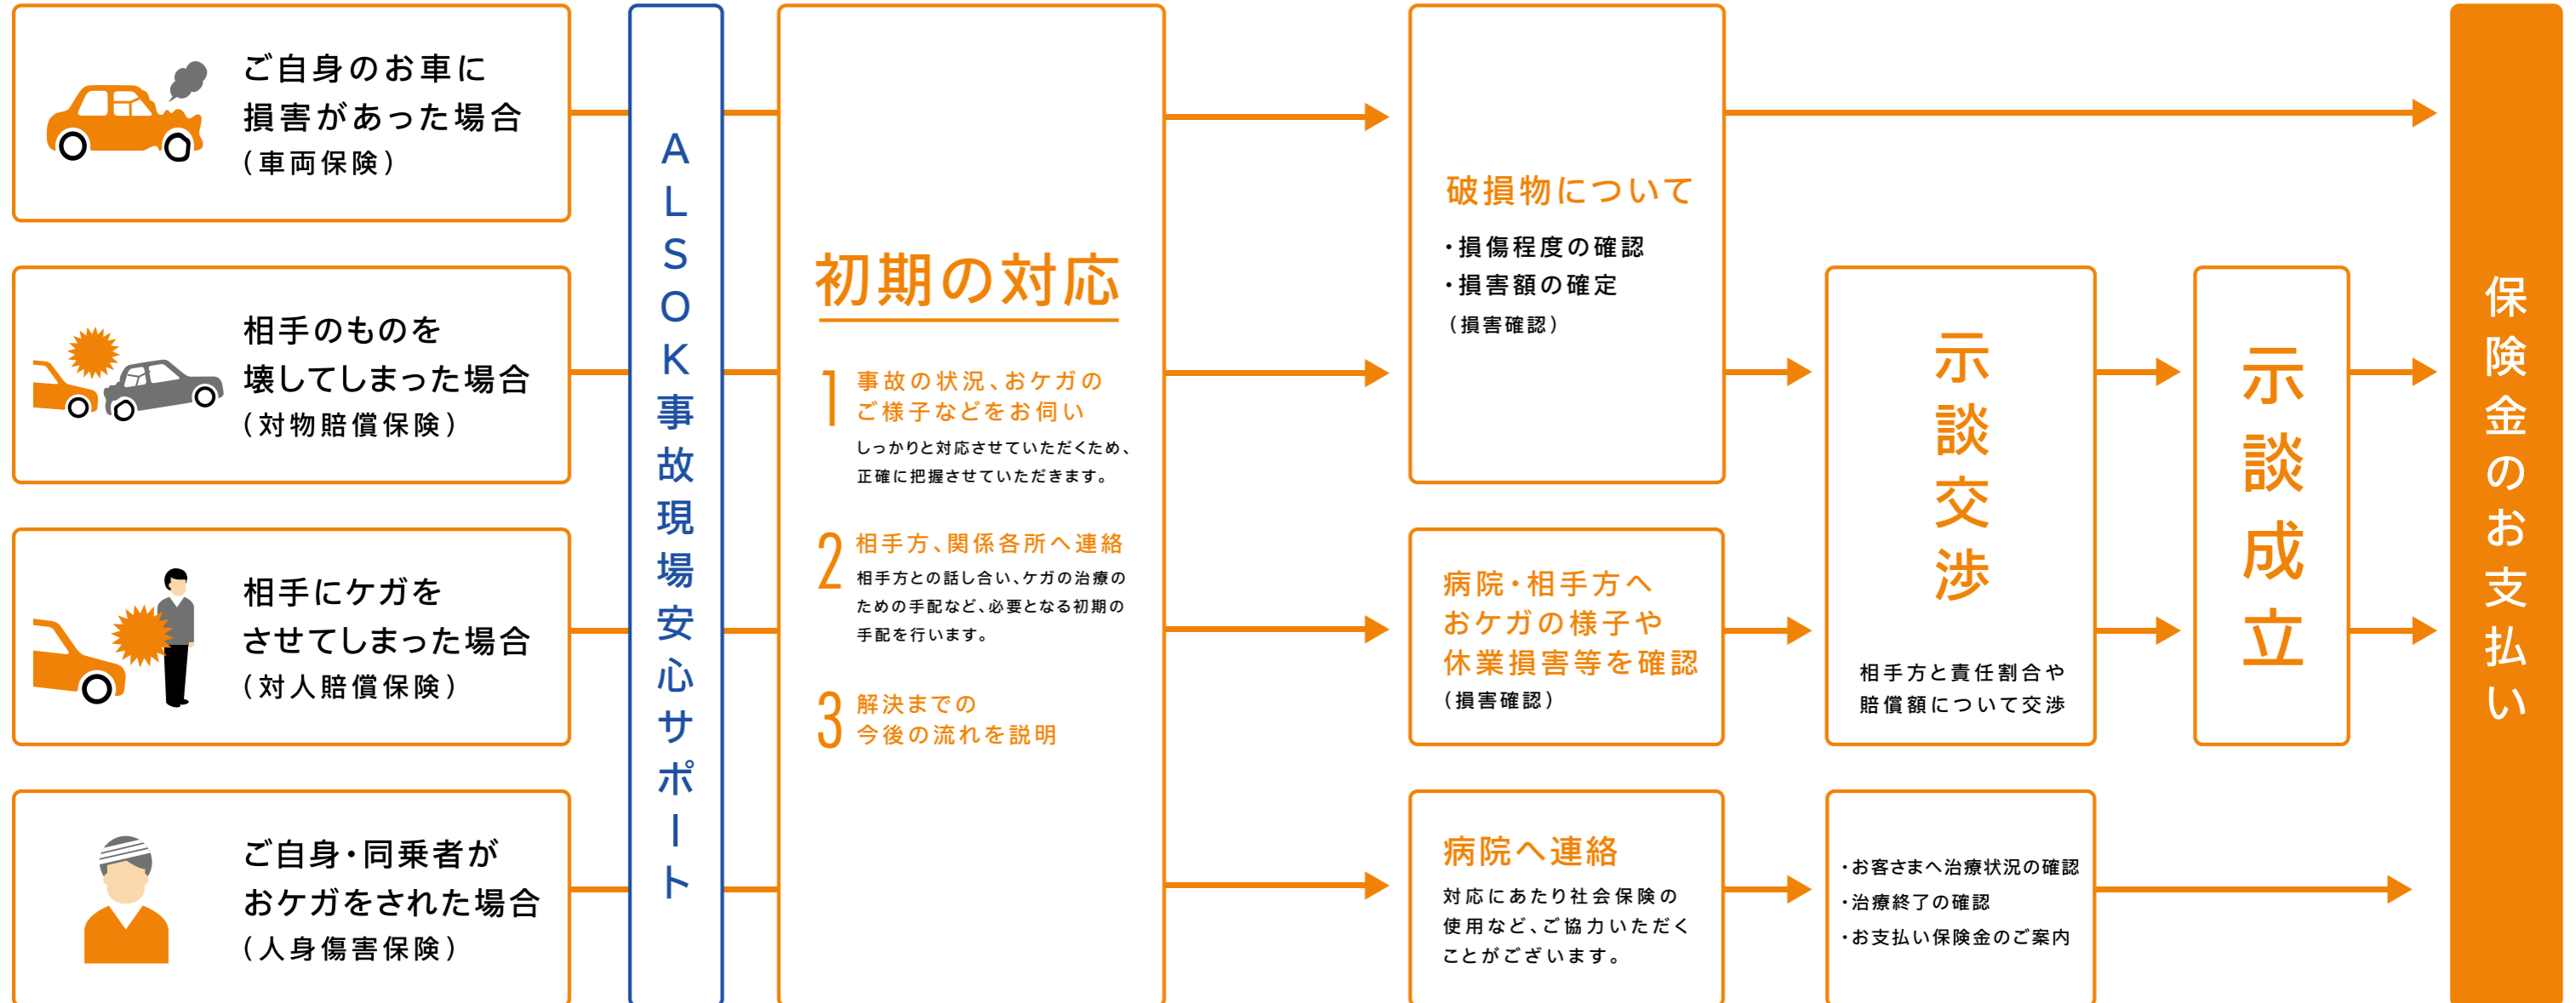 ご自身のお車に
損害があった場合
（車両保険）
相手のものを
壊してしまった場合
（対物賠償保険）
相手にケガを
させてしまった場合
（対人賠償保険）
ご自身・同乗者が
おケガをされた場合
（人身傷害保険）
ALSOK事故現場安心サポート
初期の対応
1 事故の状況、おケガの
ご様子などをお伺い
しっかりと対応させていただくため、
正確に把握させていただきます。
2 相手方、関係各所へ連絡
相手方との話し合い、ケガの治療の
ための手配など、必要となる初期の
手配を行います。
3 解決までの
今後の流れを説明
破損物について
・損傷程度の確認
・損害額の確定
（損害確認）
病院・相手方へ
おケガの様子や
休業損害等を確認
（損害確認）
病院へ連絡
対応にあたり社会保険の
使用など、ご協力いただく
ことがございます。
示談交渉
相手方と責任割合や
賠償額について交渉
・お客さまへ治療状況の確認
・治療終了の確認
・お支払い保険金のご案内
示談成立
保険金のお支払い